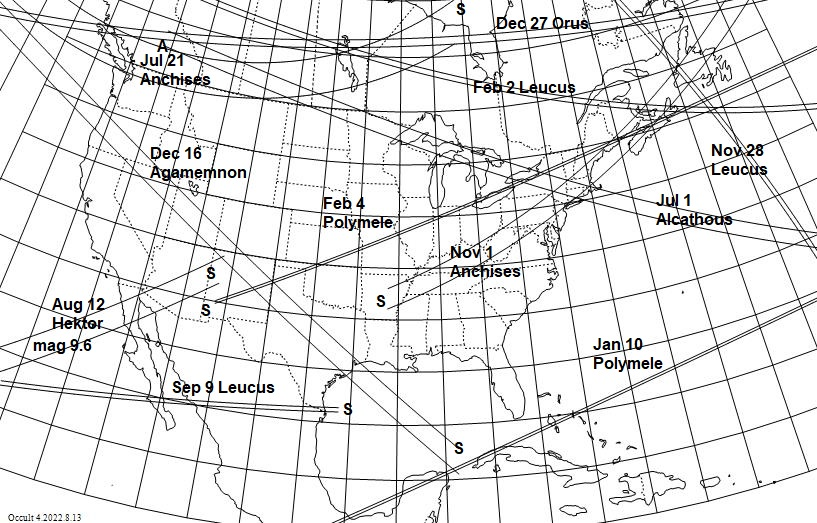 S
Dec 27 Orus
A
Jul 21
Anchises
Feb 2 Leucus
Dec 16
Agamemnon
Nov 28
Leucus
Feb 4
Polymele
Jul 1
Alcathous
Nov 1
Anchises
S
S
S
Aug 12
Hektor
mag 9.6
Jan 10
Polymele
Sep 9 Leucus
S
S
Occult 4.2022.8.13